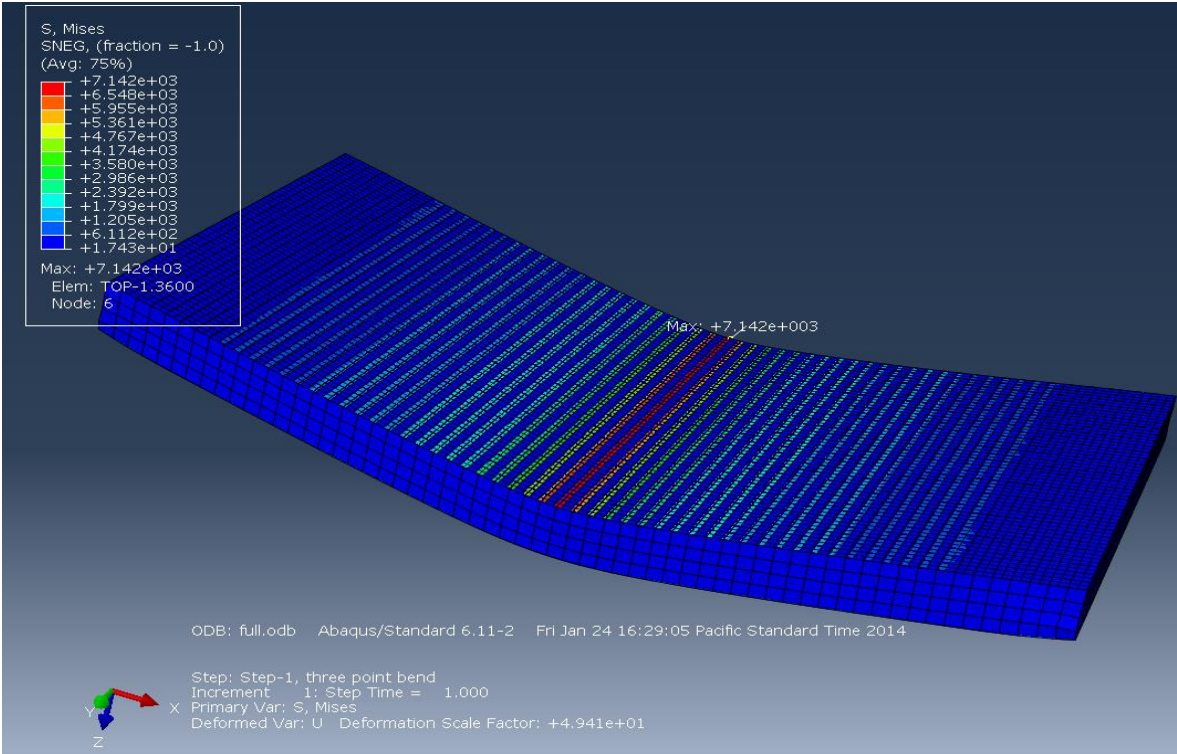 S, Mises
SNEG, (fraction = -1.0)
(Avg: 75%)
+7.142e+03
+6.548e+03
+5.955e+03
+5.361e+03
+4.767e+03
+4.174e+03
+3.580e+03
+2.986e+03
+2.392e+03
+1.799e+03
+1.205e+03
+6.112e+02
+1.743e+01
Max: +7.142e+03
Elem: TOP-1.3600
Node: 6
Max: +7.142e+003
ODB: full.odb Abaqus/Standard 6.11-2 Fri Jan 24 16:29:05 Pacific Standard Time 2014
Step: Step-1, three point bend
Increment 1: Step Time = 1.000
Primary Var: S, Mises
Deformed Var: U Deformation Scale Factor: +4.941e+01
Y
X
Z